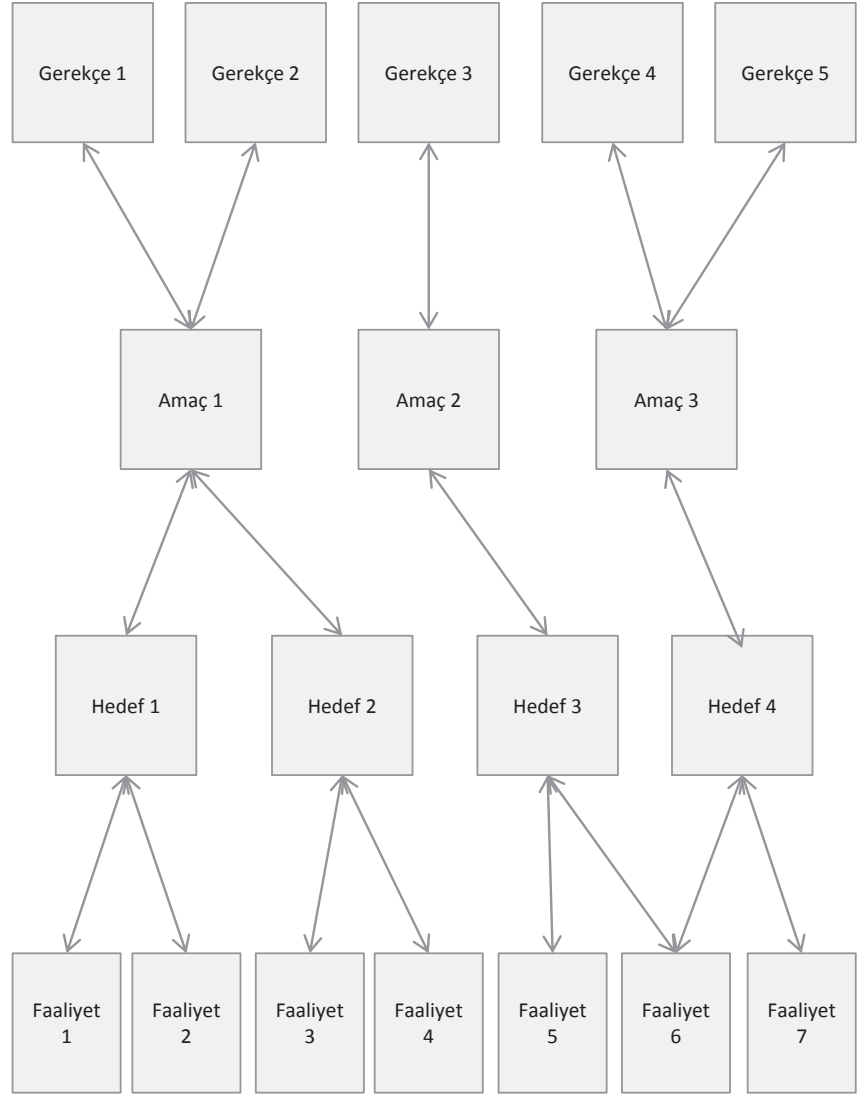 Gerekçe 1
Gerekçe 2
Gerekçe 3
Gerekçe 4
Gerekçe 5
Amaç 1
Amaç 2
Amaç 3
Hedef 1
Hedef 2
Hedef 3
Hedef 4
Faaliyet
1
Faaliyet
2
Faaliyet
3
Faaliyet
4
Faaliyet
5
Faaliyet
6
Faaliyet
7